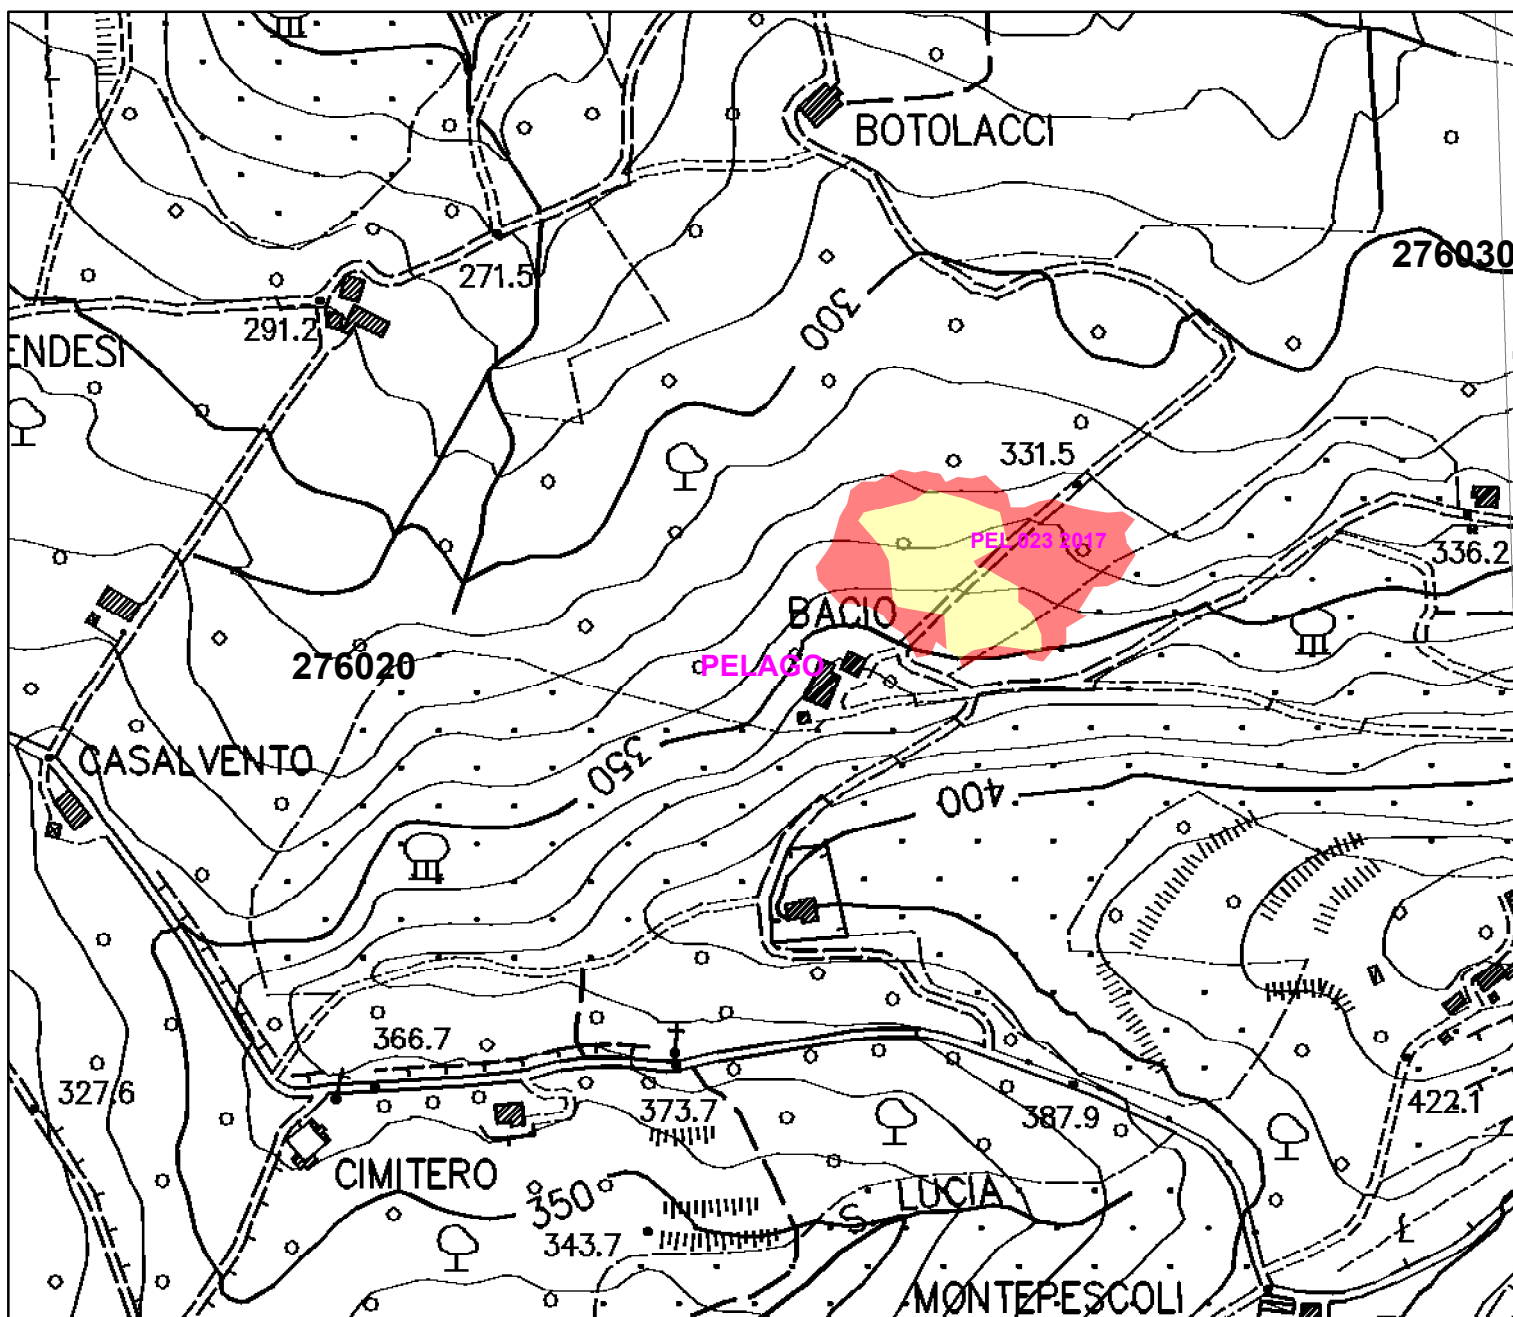 BOTOLACCI
276030
271.5
291.2
300
ENDESI
331.5
PEL 023 2017
336.2
BACIO
PELAGO
276020
CASALVENTO
350
400
366.7
327.6
373.7
387.9
422.1
CIMITERO
350
S LUCIA
343.7
MONTEPESCOLI